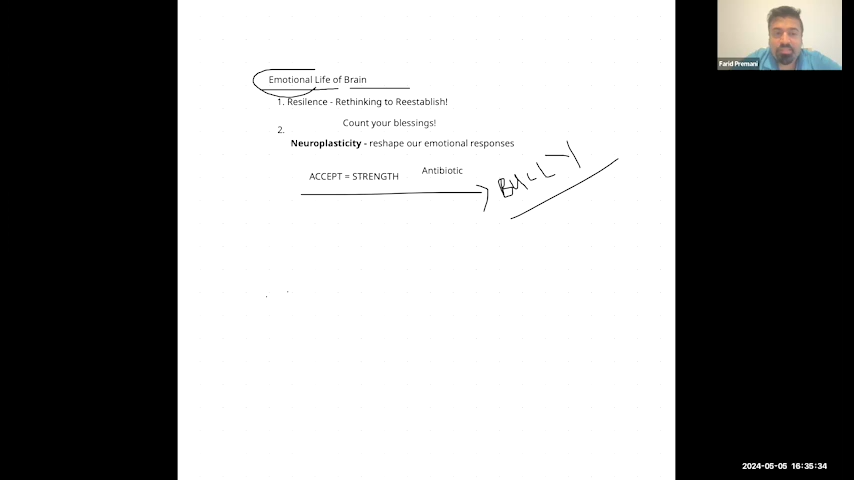 Farid Premani
Emotional Life of Brain
1. Resilence - Rethinking to Reestablish!
Count your blessings!
2.
Neuroplasticity - reshape our emotional responses
ACCEPT = STRENGTH
Antibiotic
BULLY
2024-05-05 16:35:34